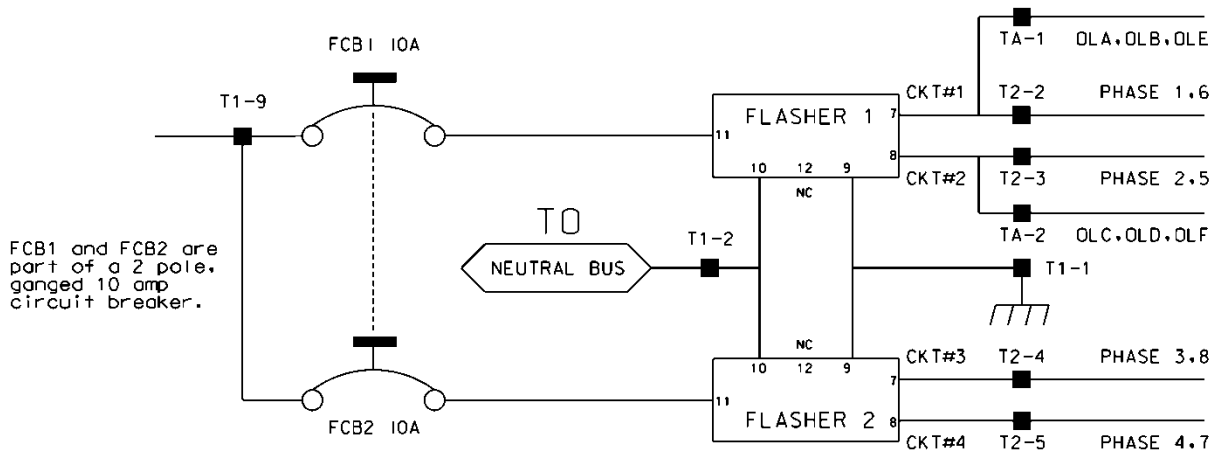 FCB1 10A
T1-9
FCB1 and FCB2 are
part of a 2 pole,
ganged 10 amp
circuit breaker.
FCB2 10A
TO
NEUTRAL BUS
T1-2
11
FLASHER 1
7
8
10 12 9
NC
CKT#1
CKT#2
TA-1 OLA,OLB,OLE
T2-2 PHASE 1,6
T2-3 PHASE 2,5
TA-2 OLC,OLD,OLF
T1-1
NC
10 12 9
11
FLASHER 2
7
8
CKT#3 T2-4 PHASE 3,8
CKT#4 T2-5 PHASE 4,7